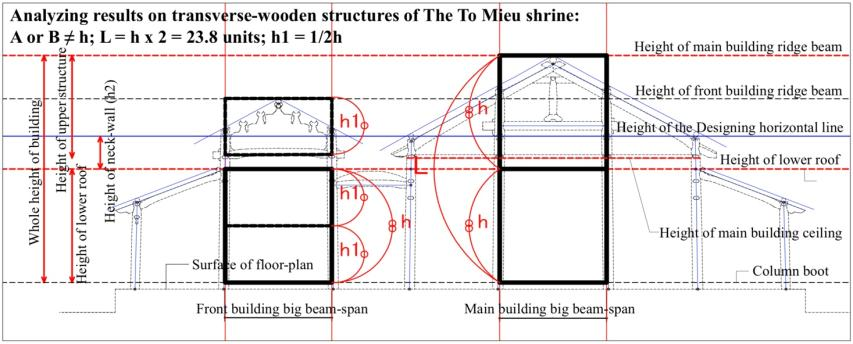 Analyzing results on transverse-wooden structures of The To Mieu shrine:
A or B ≠ h; L = h x 2 = 23.8 units; h1 = 1/2h
Height of main building ridge beam
Height of front building ridge beam
Height of the Designing horizontal line
Height of lower roof
Height of main building ceiling
Column boot
Whole height of building
Height of upper structure
Height of lower roof
Height of neck-wall (h2)
h1
h1
h1
h
L
h
h
Surface of floor-plan
Front building big beam-span
Main building big beam-span